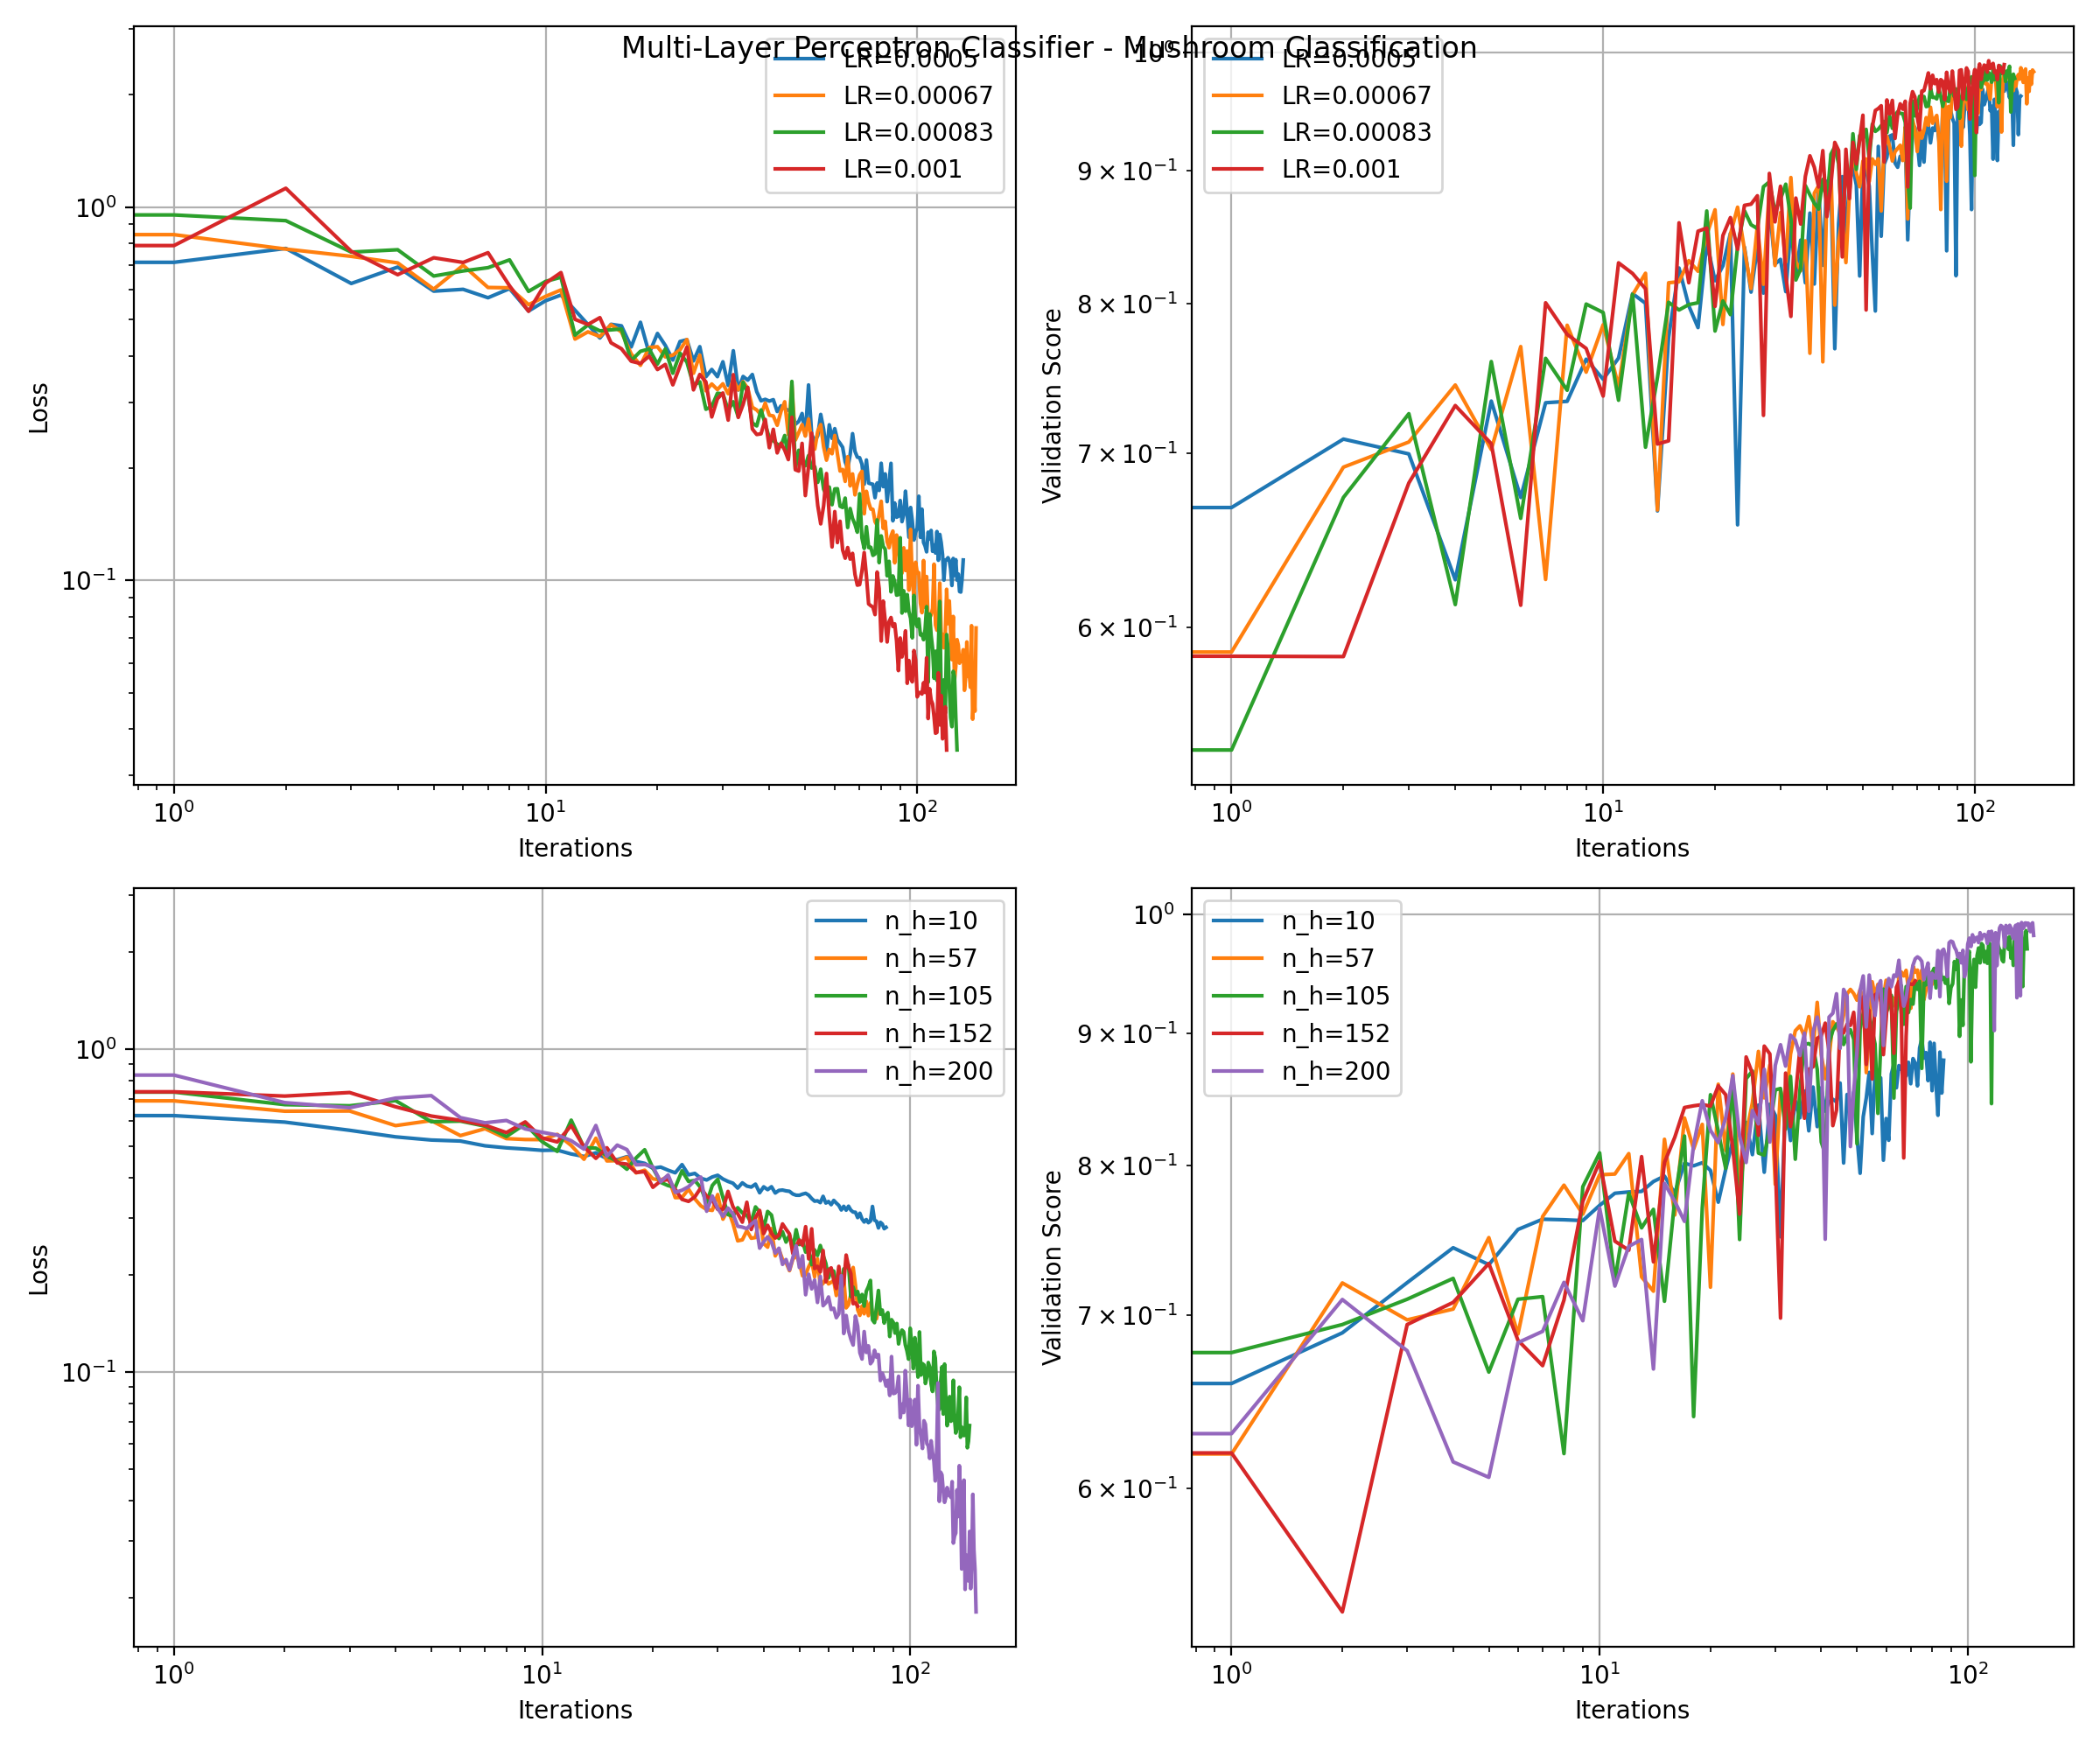 Multi-Layer Perceptron Classifier - Mushroom Classification
LR=0.0005
LR=0.00067
LR=0.00083
LR=0.001
10⁰
10⁻¹
Loss
10⁰ 10¹ 10² 
Iterations
LR=0.0005
LR=0.00067
LR=0.00083
LR=0.001
10⁰
9 × 10⁻¹
8 × 10⁻¹
7 × 10⁻¹
6 × 10⁻¹
Validation Score
10⁰ 10¹ 10²
Iterations
n_h=10
n_h=57
n_h=105
n_h=152
n_h=200
10⁰
10⁻¹
Loss
10⁰ 10¹ 10²
Iterations
n_h=10
n_h=57
n_h=105
n_h=152
n_h=200
10⁰
9 × 10⁻¹
8 × 10⁻¹
7 × 10⁻¹
6 × 10⁻¹
Validation Score
10⁰ 10¹ 10²
Iterations